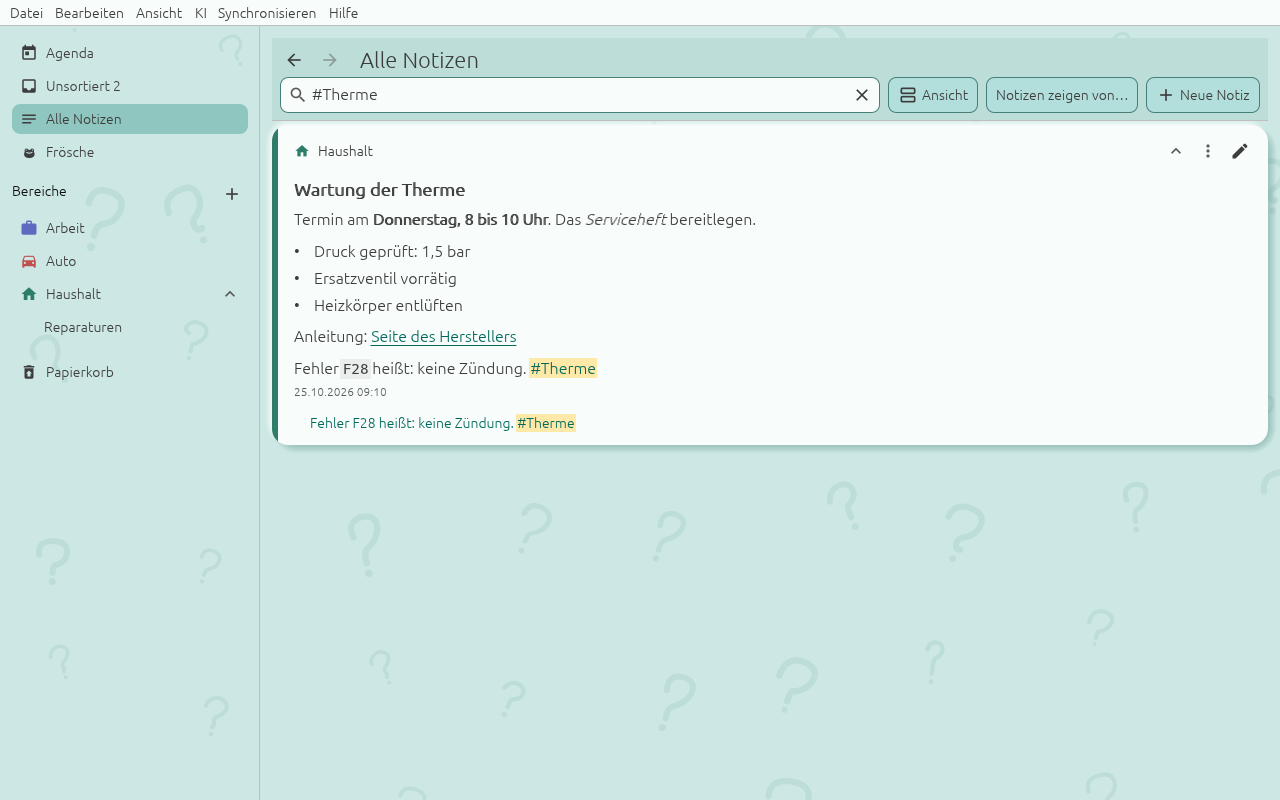 Datei Bearbeiten Ansicht KI Synchronisieren Hilfe
Agenda
Unsortiert 2
Alle Notizen
Frösche
Bereiche
Arbeit
Auto
Haushalt
Reparaturen
Papierkorb
Alle Notizen
#Therme
Ansicht
Notizen zeigen von…
Neue Notiz
Haushalt
Wartung der Therme
Termin am Donnerstag, 8 bis 10 Uhr. Das Serviceheft bereitlegen.
• Druck geprüft: 1,5 bar
• Ersatzventil vorrätig
• Heizkörper entlüften
Anleitung: Seite des Herstellers
Fehler F28 heißt: keine Zündung. #Therme
25.10.2026 09:10
Fehler F28 heißt: keine Zündung. #Therme